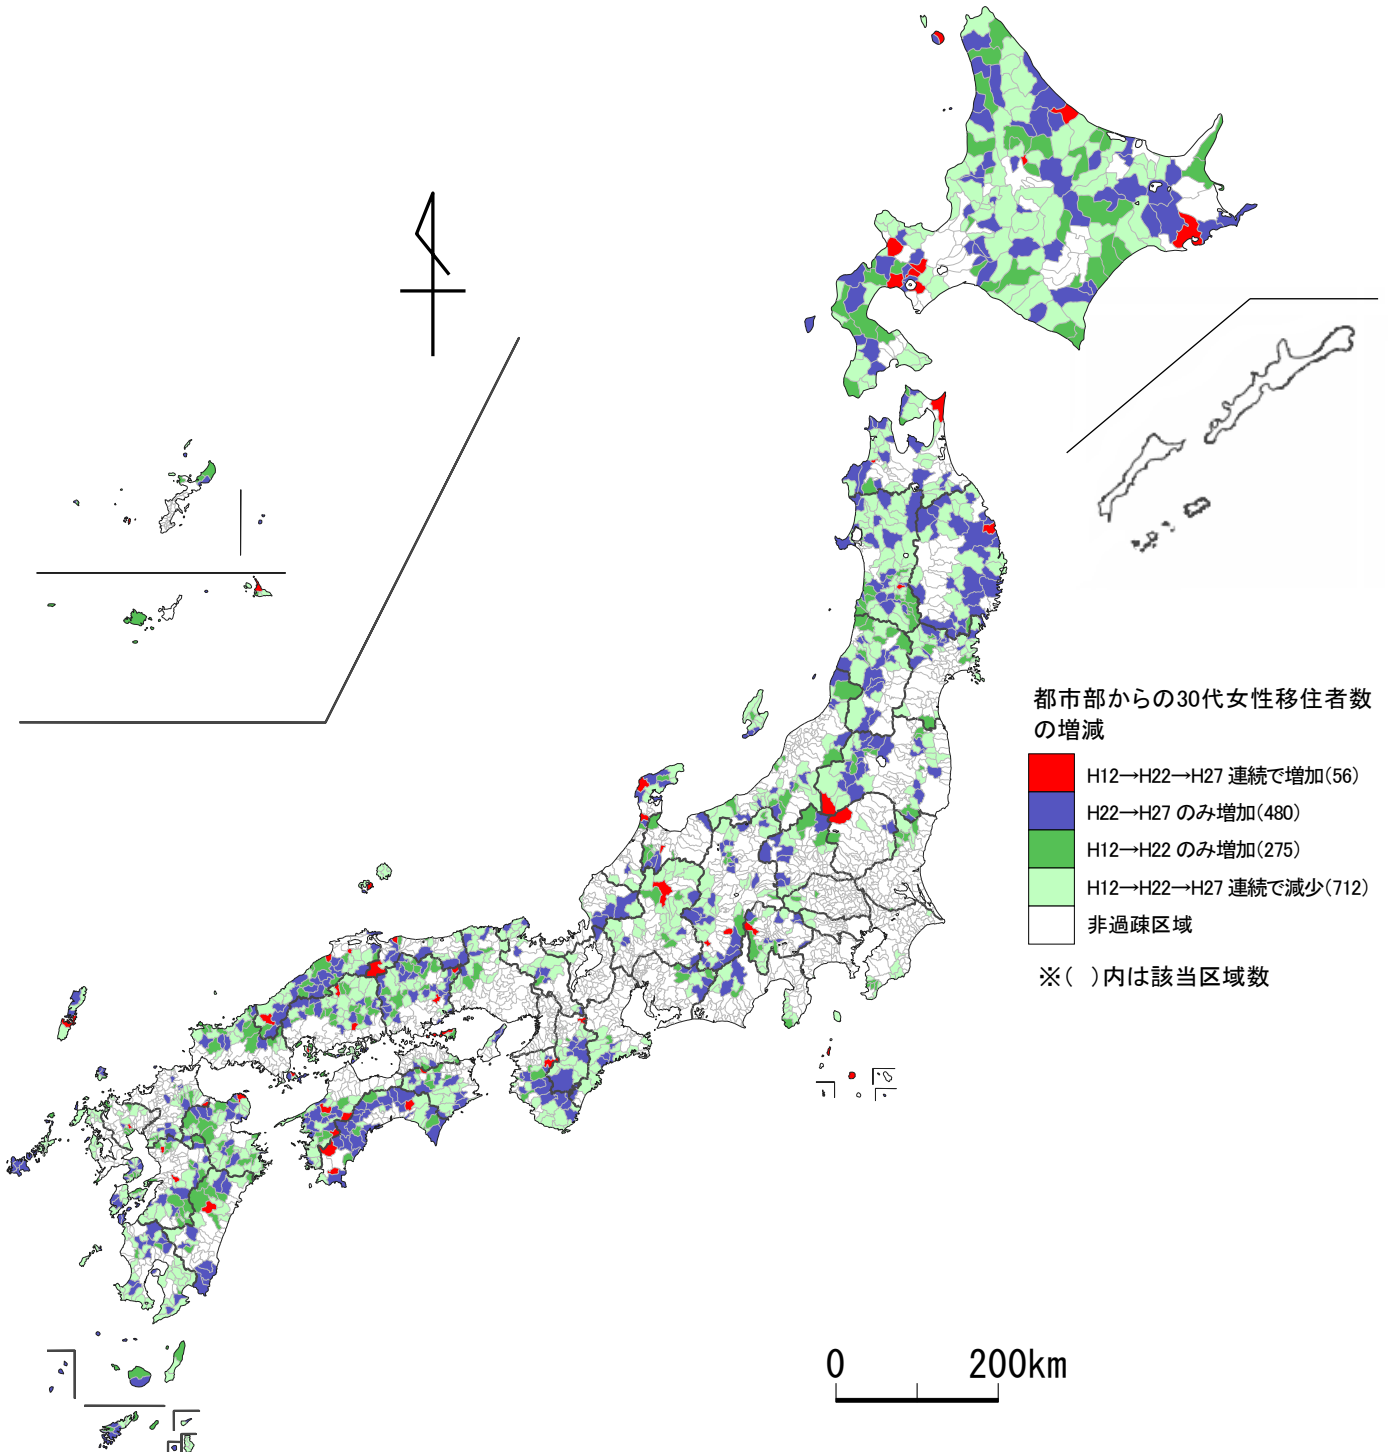 都市部からの30代女性移住者数
の増減
H12→H22→H27 連続で増加(56)
H22→H27 のみ増加(480)
H12→H22 のみ増加(275)
H12→H22→H27 連続で減少(712)
非過疎区域
※( )内は該当区域数
0 200km